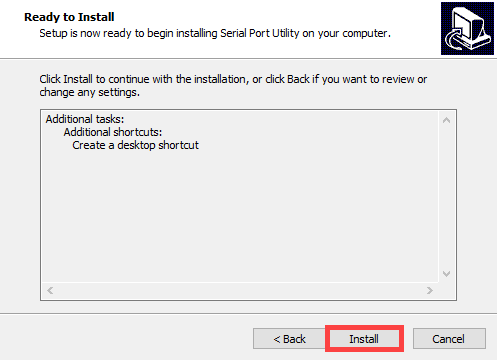 Ready to Install
Setup is now ready to begin installing Serial Port Utility on your computer.
Click Install to continue with the installation, or click Back if you want to review or
change any settings.
Additional tasks:
Additional shortcuts:
Create a desktop shortcut
< Back
Install
Cancel